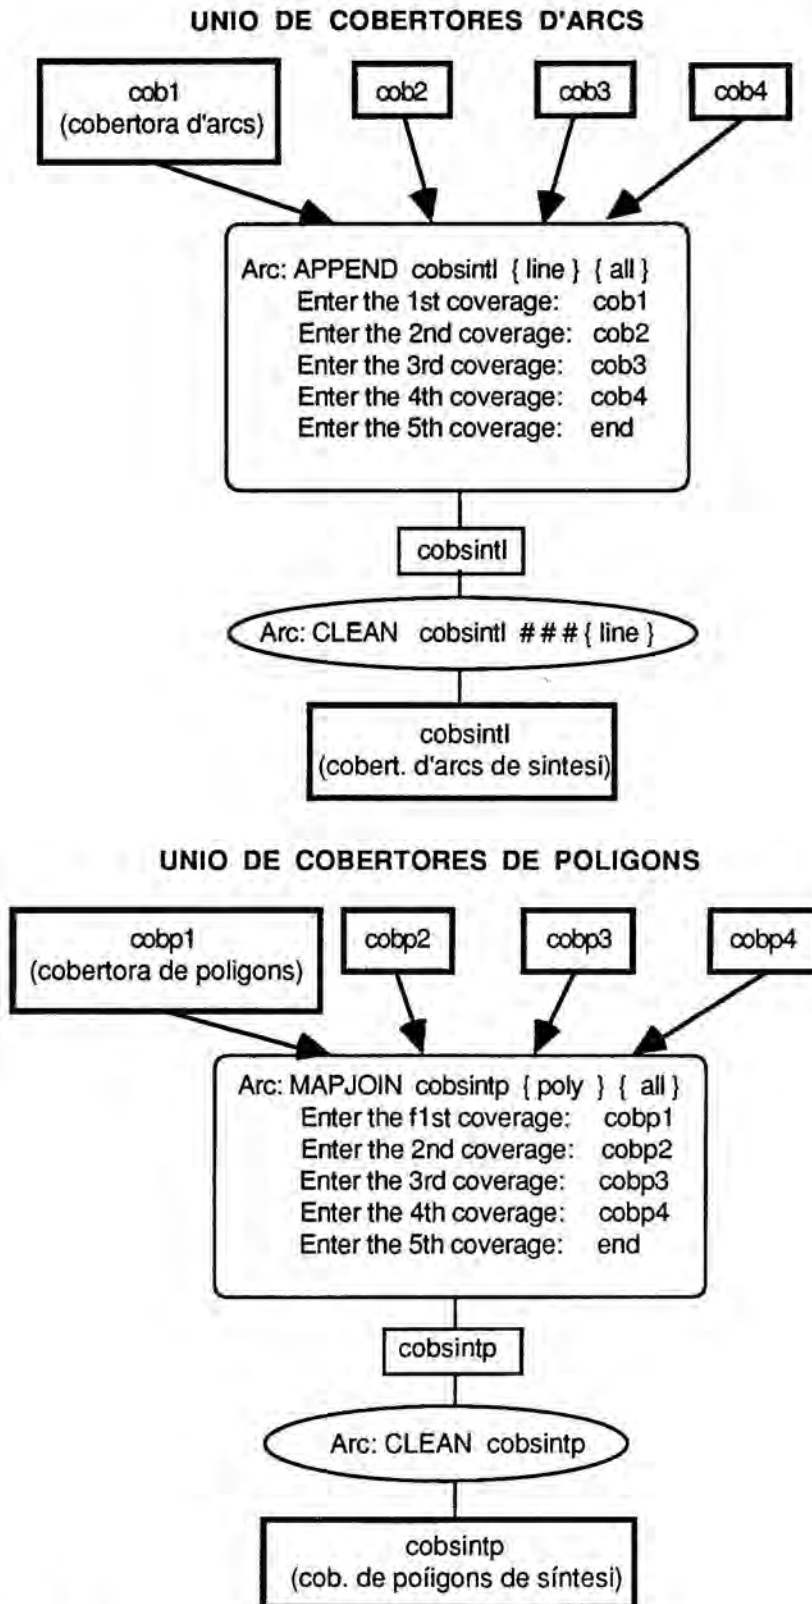 UNIO DE COBERTORES D'ARCS
cob1
(cobertora d'arcs)
cob2
cob3
cob4
Arc: APPEND cobsintl { line } { all }
Enter the 1st coverage: cob1
Enter the 2nd coverage: cob2
Enter the 3rd coverage: cob3
Enter the 4th coverage: cob4
Enter the 5th coverage: end
cobsintl
Arc: CLEAN cobsintl # # # { line }
cobsintl
(cobert. d'arcs de sintesi)
UNIO DE COBERTORES DE POLIGONS
cobp1
(cobertora de poligons)
cobp2
cobp3
cobp4
Arc: MAPJOIN cobsintp { poly } { all }
Enter the f1st coverage: cobp1
Enter the 2nd coverage: cobp2
Enter the 3rd coverage: cobp3
Enter the 4th coverage: cobp4
Enter the 5th coverage: end
cobsintp
Arc: CLEAN cobsintp
cobsintp
(cob. de poíigons de síntesi)